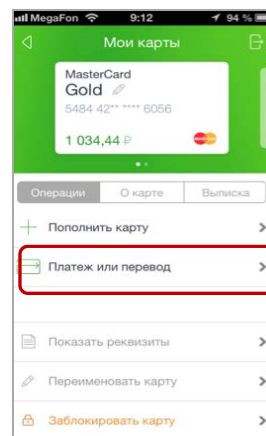 MegaFon 9:12 94 %
Мои карты
MasterCard
Gold
5484 42** **** 6056
1 034,44 ₽
MasterCard
Операции О карте Выписка
Пополнить карту
Платеж или перевод
Показать реквизиты
Переименовать карту
Заблокировать карту